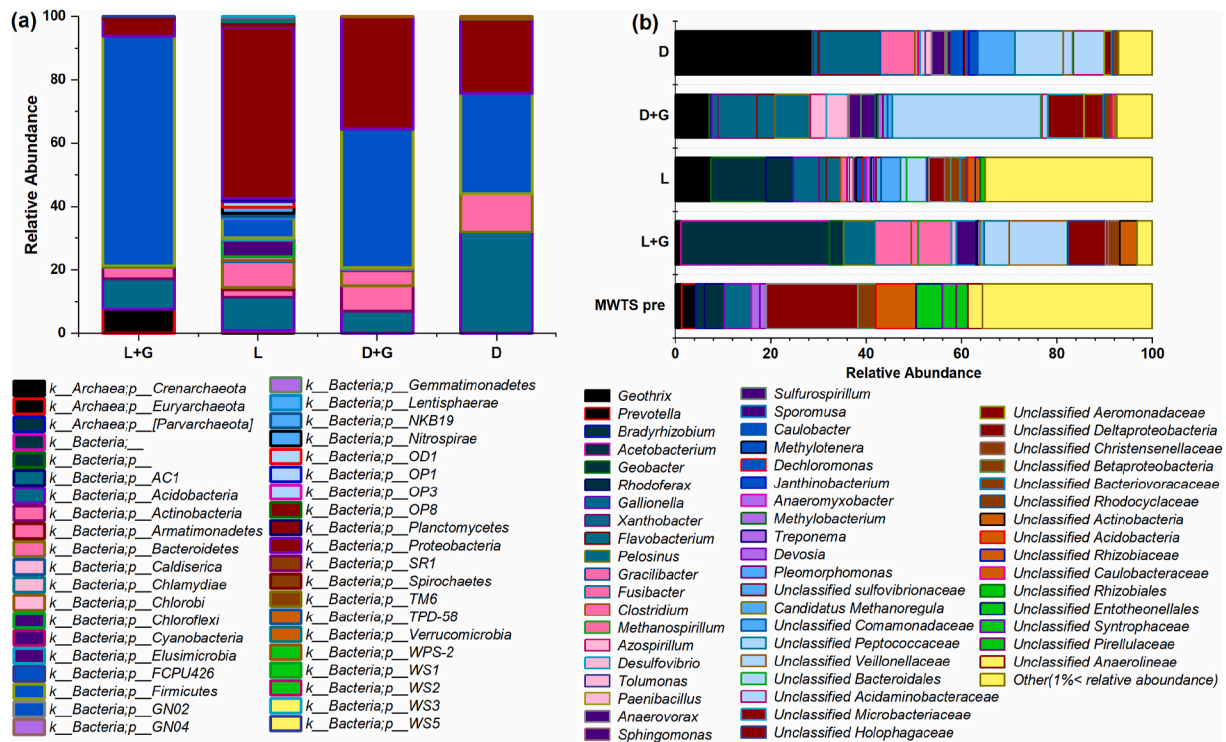 (a)
100
80
60
40
20
0
Relative Abundance
L+G
L
D+G
D
k__Archaea;p__Crenarchaeota
k__Archaea;p__Euryarchaeota
k__Archaea;p__[Parvarchaeota]
k__Bacteria;__
k__Bacteria;p__
k__Bacteria;p__AC1
k__Bacteria;p__Acidobacteria
k__Bacteria;p__Actinobacteria
k__Bacteria;p__Armatimonadetes
k__Bacteria;p__Bacteroidetes
k__Bacteria;p__Caldiserica
k__Bacteria;p__Chlamydiae
k__Bacteria;p__Chlorobi
k__Bacteria;p__Chloroflexi
k__Bacteria;p__Cyanobacteria
k__Bacteria;p__Elusimicrobia
k__Bacteria;p__FCPU426
k__Bacteria;p__Firmicutes
k__Bacteria;p__GN02
k__Bacteria;p__GN04
k__Bacteria;p__Gemmatimonadetes
k__Bacteria;p__Lentisphaerae
k__Bacteria;p__NKB19
k__Bacteria;p__Nitrospirae
k__Bacteria;p__OD1
k__Bacteria;p__OP1
k__Bacteria;p__OP3
k__Bacteria;p__OP8
k__Bacteria;p__Planctomycetes
k__Bacteria;p__Proteobacteria
k__Bacteria;p__SR1
k__Bacteria;p__Spirochaetes
k__Bacteria;p__TM6
k__Bacteria;p__TPD-58
k__Bacteria;p__Verrucomicrobia
k__Bacteria;p__WPS-2
k__Bacteria;p__WS1
k__Bacteria;p__WS2
k__Bacteria;p__WS3
k__Bacteria;p__WS5
(b)
D
D+G
L
L+G
MWTS pre
0 20 40 60 80 100
Relative Abundance
Geothrix
Prevotella
Bradyrhizobium
Acetobacterium
Geobacter
Rhodoferax
Gallionella
Xanthobacter
Flavobacterium
Pelosinus
Gracilibacter
Fusibacter
Clostridium
Methanospirillum
Azospirillum
Desulfovibrio
Tolumonas
Paenibacillus
Anaerovorax
Sphingomonas
Sulfurospirillum
Sporomusa
Caulobacter
Methylotenera
Dechloromonas
Janthinobacterium
Anaeromyxobacter
Methylobacterium
Treponema
Devosia
Pleomorphomonas
Unclassified sulfovibrionaceae
Candidatus Methanoregula
Unclassified Comamonadaceae
Unclassified Peptococcaceae
Unclassified Veillonellaceae
Unclassified Bacteroidales
Unclassified Acidaminobacteraceae
Unclassified Microbacteriaceae
Unclassified Holophagaceae
Unclassified Aeromonadaceae
Unclassified Deltaproteobacteria
Unclassified Christensenellaceae
Unclassified Betaproteobacteria
Unclassified Bacteriovoracaceae
Unclassified Rhodocyclaceae
Unclassified Actinobacteria
Unclassified Acidobacteria
Unclassified Rhizobiaceae
Unclassified Caulobacteraceae
Unclassified Rhizobiales
Unclassified Entotheonellales
Unclassified Syntrophaceae
Unclassified Pirellulaceae
Unclassified Anaerolineae
Other(1%< relative abundance)